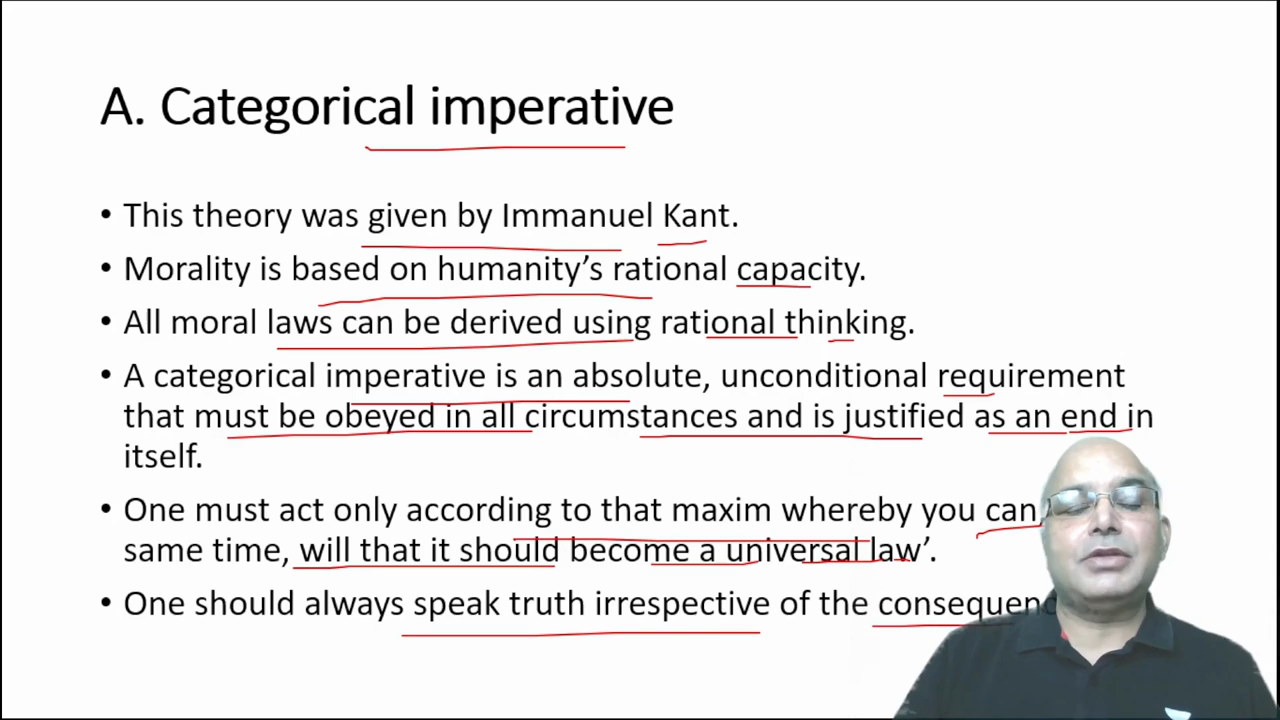 A. Categorical imperative
• This theory was given by Immanuel Kant.
• Morality is based on humanity's rational capacity.
• All moral laws can be derived using rational thinking.
• A categorical imperative is an absolute, unconditional requirement
that must be obeyed in all circumstances and is justified as an end in
itself.
• One must act only according to that maxim whereby you can,
same time, will that it should become a universal law'.
• One should always speak truth irrespective of the